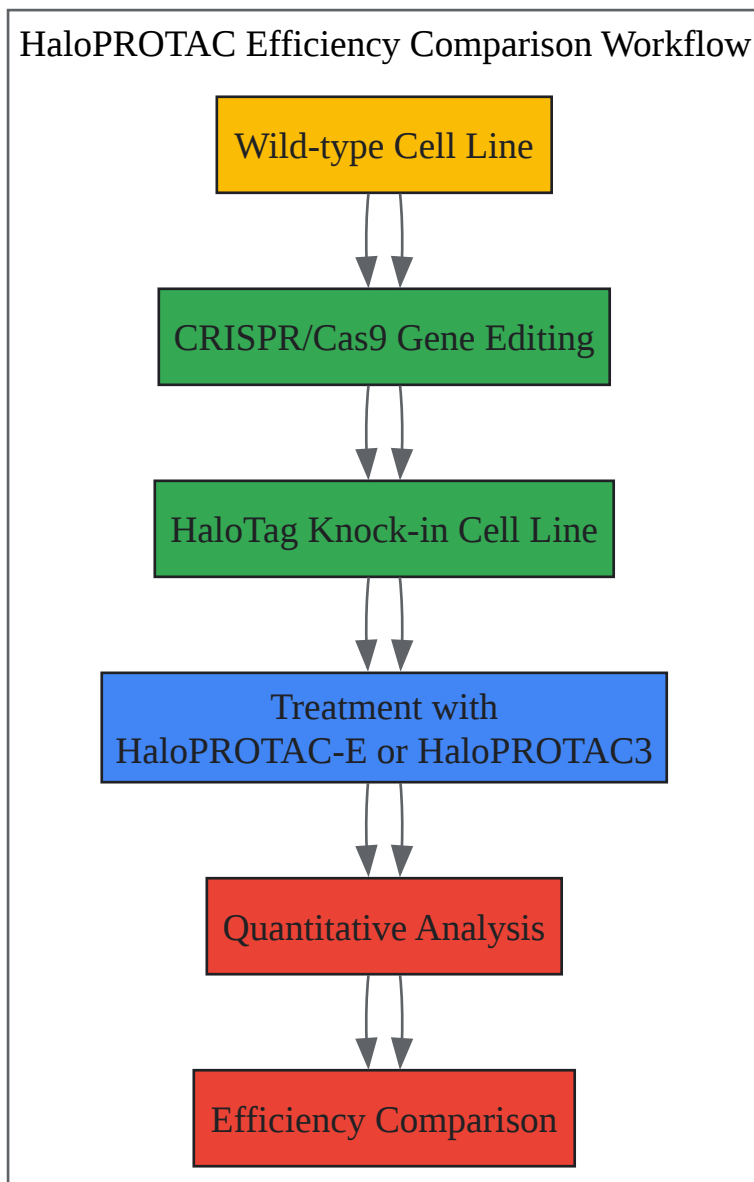 HaloPROTAC Efficiency Comparison Workflow
Wild-type Cell Line
CRISPR/Cas9 Gene Editing
HaloTag Knock-in Cell Line
Treatment with
HaloPROTAC-E or HaloPROTAC3
Quantitative Analysis
Efficiency Comparison